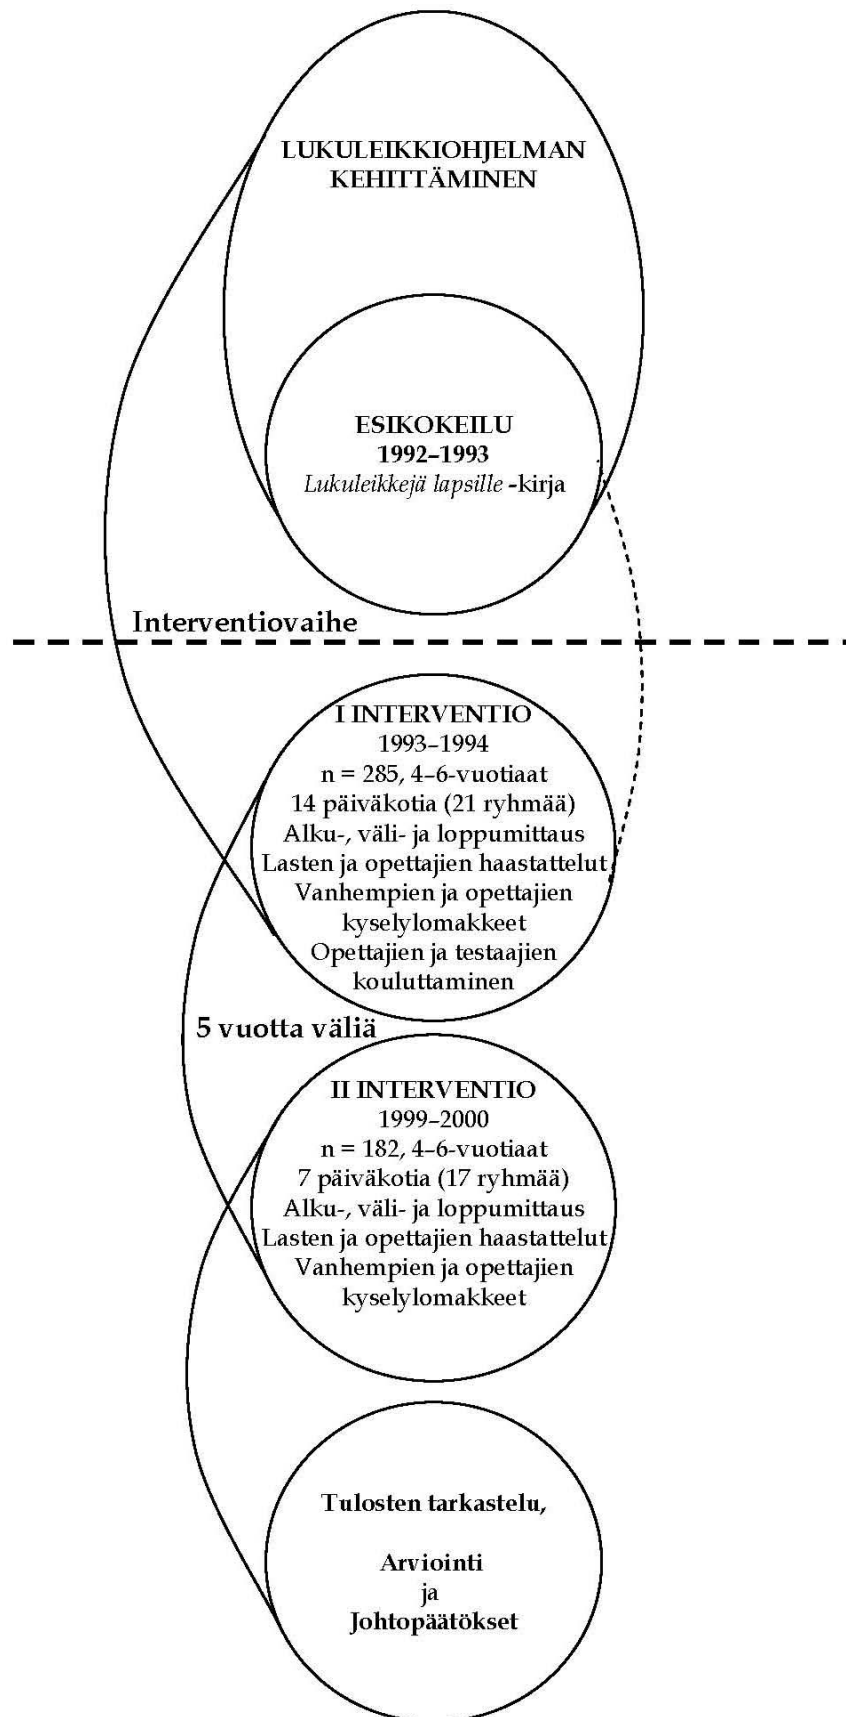 LUKULEIKKIOHJELMAN
KEHITTÄMINEN
ESIKOKEILU
1992–1993
Lukuleikkejä lapsille -kirja
Interventiovaihe
I INTERVENTIO
1993–1994
n = 285, 4–6-vuotiaat
14 päiväkotia (21 ryhmää)
Alku-, väli- ja loppumittaus
Lasten ja opettajien haastattelut
Vanhempien ja opettajien
kyselylomakkeet
Opettajien ja testaajien
kouluttaminen
5 vuotta väliä
II INTERVENTIO
1999–2000
n = 182, 4–6-vuotiaat
7 päiväkotia (17 ryhmää)
Alku-, väli- ja loppumittaus
Lasten ja opettajien haastattelut
Vanhempien ja opettajien
kyselylomakkeet
Tulosten tarkastelu,
Arviointi
ja
Johtopäätökset